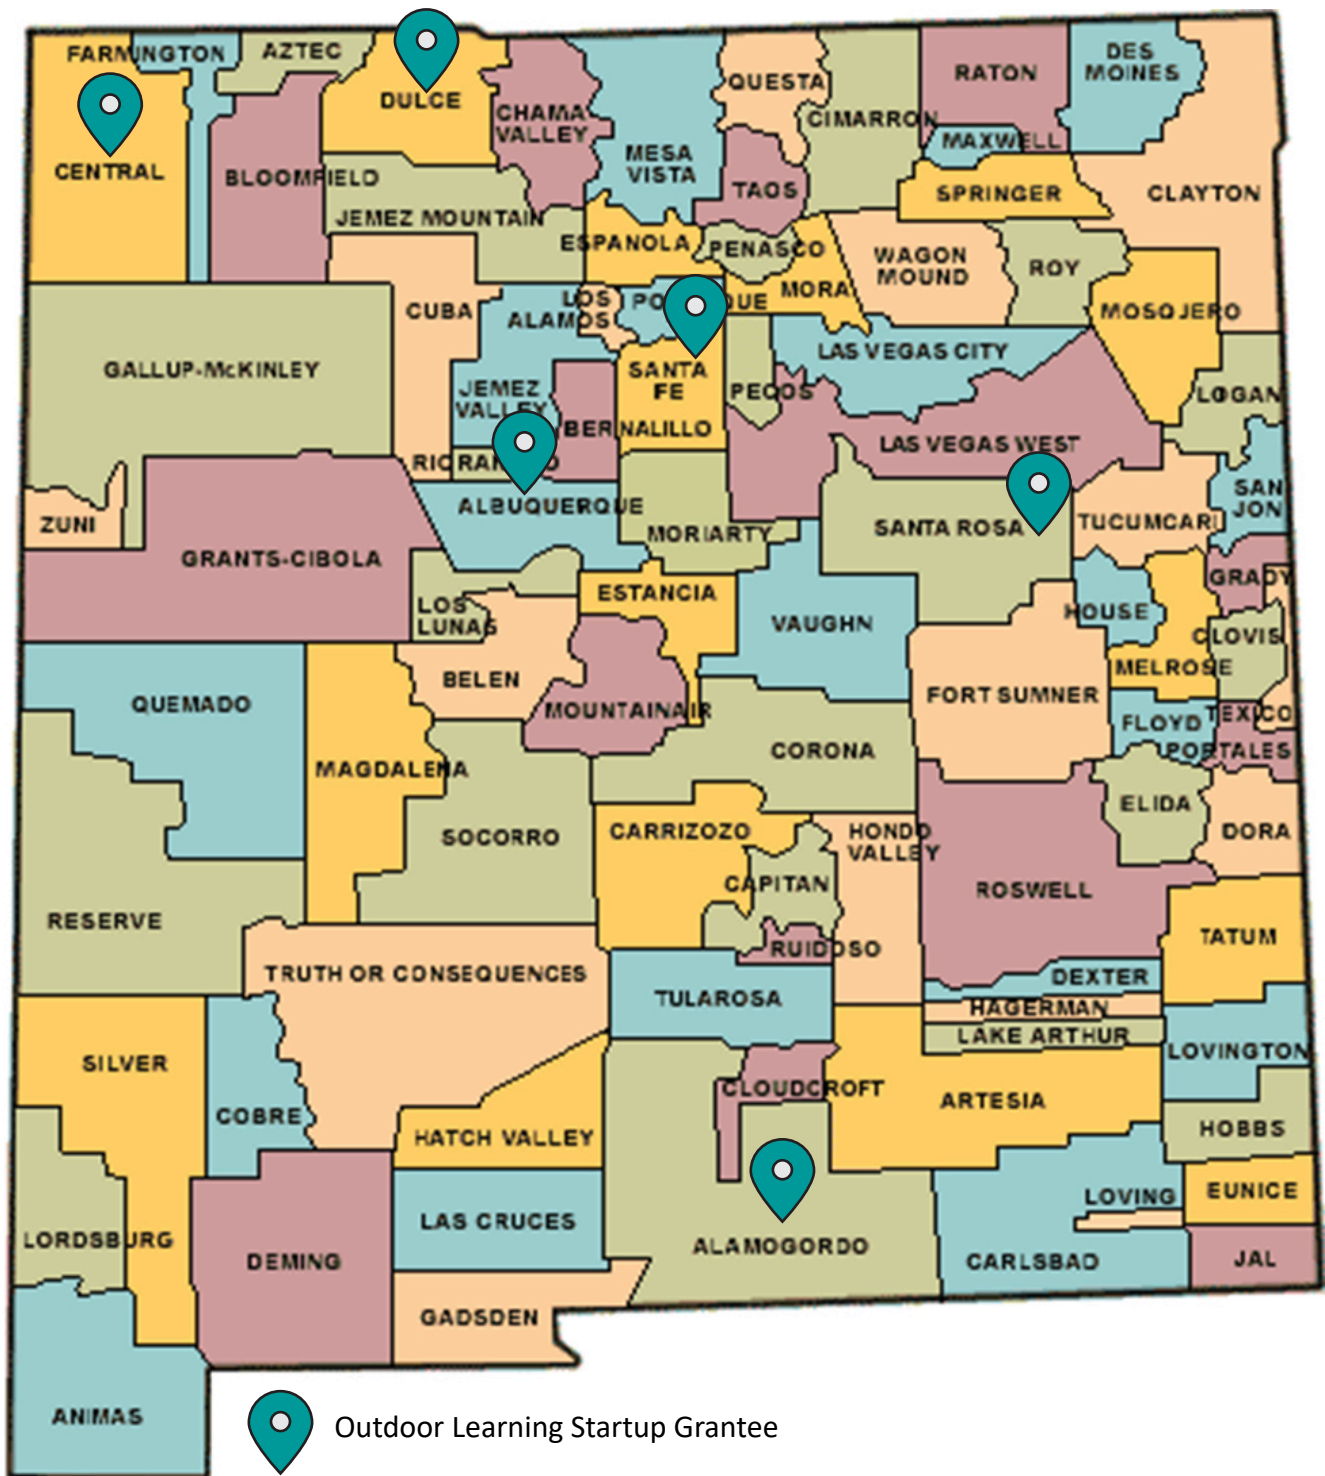 FARMINGTON
AZTEC
DULCE
CHAMA
VALLEY
QUESTA
RATON
DES
MOINES
CIMARRON
MAXWELL
CENTRAL
BLOOMFIELD
MESA
VISTA
TAOS
SPRINGER
CLAYTON
JEMEZ MOUNTAIN
ESPANOLA
PENASCO
WAGON
MOUND
ROY
MORA
CUBA
LOS
ALAMOS
PO
QUE
MOSQJERO
GALLUP-McKINLEY
SANTA
FE
LAS VEGAS CITY
JEMEZ
VALLEY
PECOS
LOGAN
BERNALILLO
LAS VEGAS WEST
RIO RAN O
ALBUQUERQUE
SAN
JON
ZUNI
MORIARTY
SANTA ROSA
TUCUMCARI
GRANTS-CIBOLA
ESTANCIA
GRADY
LOS
LUNAS
VAUGHN
HOUSE
CLOVIS
BELEN
MELROSE
QUEMADO
FORT SUMNER
MOUNTAINAIR
FLOYD
TEXICO
PORTALES
CORONA
MAGDALENA
ELIDA
SOCORRO
CARRIZOZO
HONDO
VALLEY
DORA
CAPITAN
ROSWELL
RESERVE
RUIDOSO
TATUM
TRUTH OR CONSEQUENCES
DEXTER
TULAROSA
HAGERMAN
LAKE ARTHUR
LOVINGTON
SILVER
CLOUDCROFT
ARTESIA
COBRE
HATCH VALLEY
HOBBS
LAS CRUCES
LOVING
EUNICE
LORDSBURG
ALAMOGORDO
DEMING
CARLSBAD
JAL
GADSDEN
ANIMAS
Outdoor Learning Startup Grantee